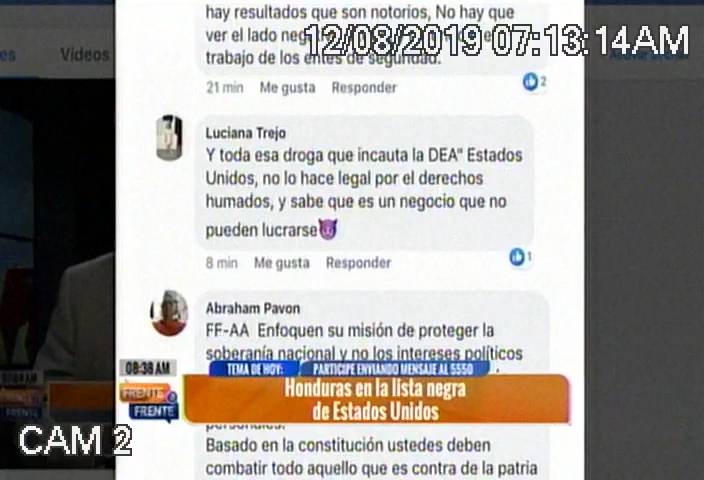 hay resultados que son notorios, No hay que
ver el lado
12/08/2019 07:13:14AM
trabajo de los entes de seguridad.
Videos
21 min Me gusta Responder
2
Luciana Trejo
Y toda esa droga que incauta la DEA" Estados
Unidos, no lo hace legal por el derechos
humados, y sabe que es un negocio que no
pueden lucrarse😈
8 min Me gusta Responder
1
Abraham Pavon
FF-AA Enfoquen su misión de proteger la
soberanía nacional y no los intereses políticos
08:38 AM
TEMA DE HOY:
PARTICIPE ENVIANDO MENSAJE AL 5550
FRENTE a
FRENTE
Honduras en la lista negra
de Estados Unidos
personales.
CAM 2
Basado en la constitución ustedes deben
combatir todo aquello que es contra de la patria